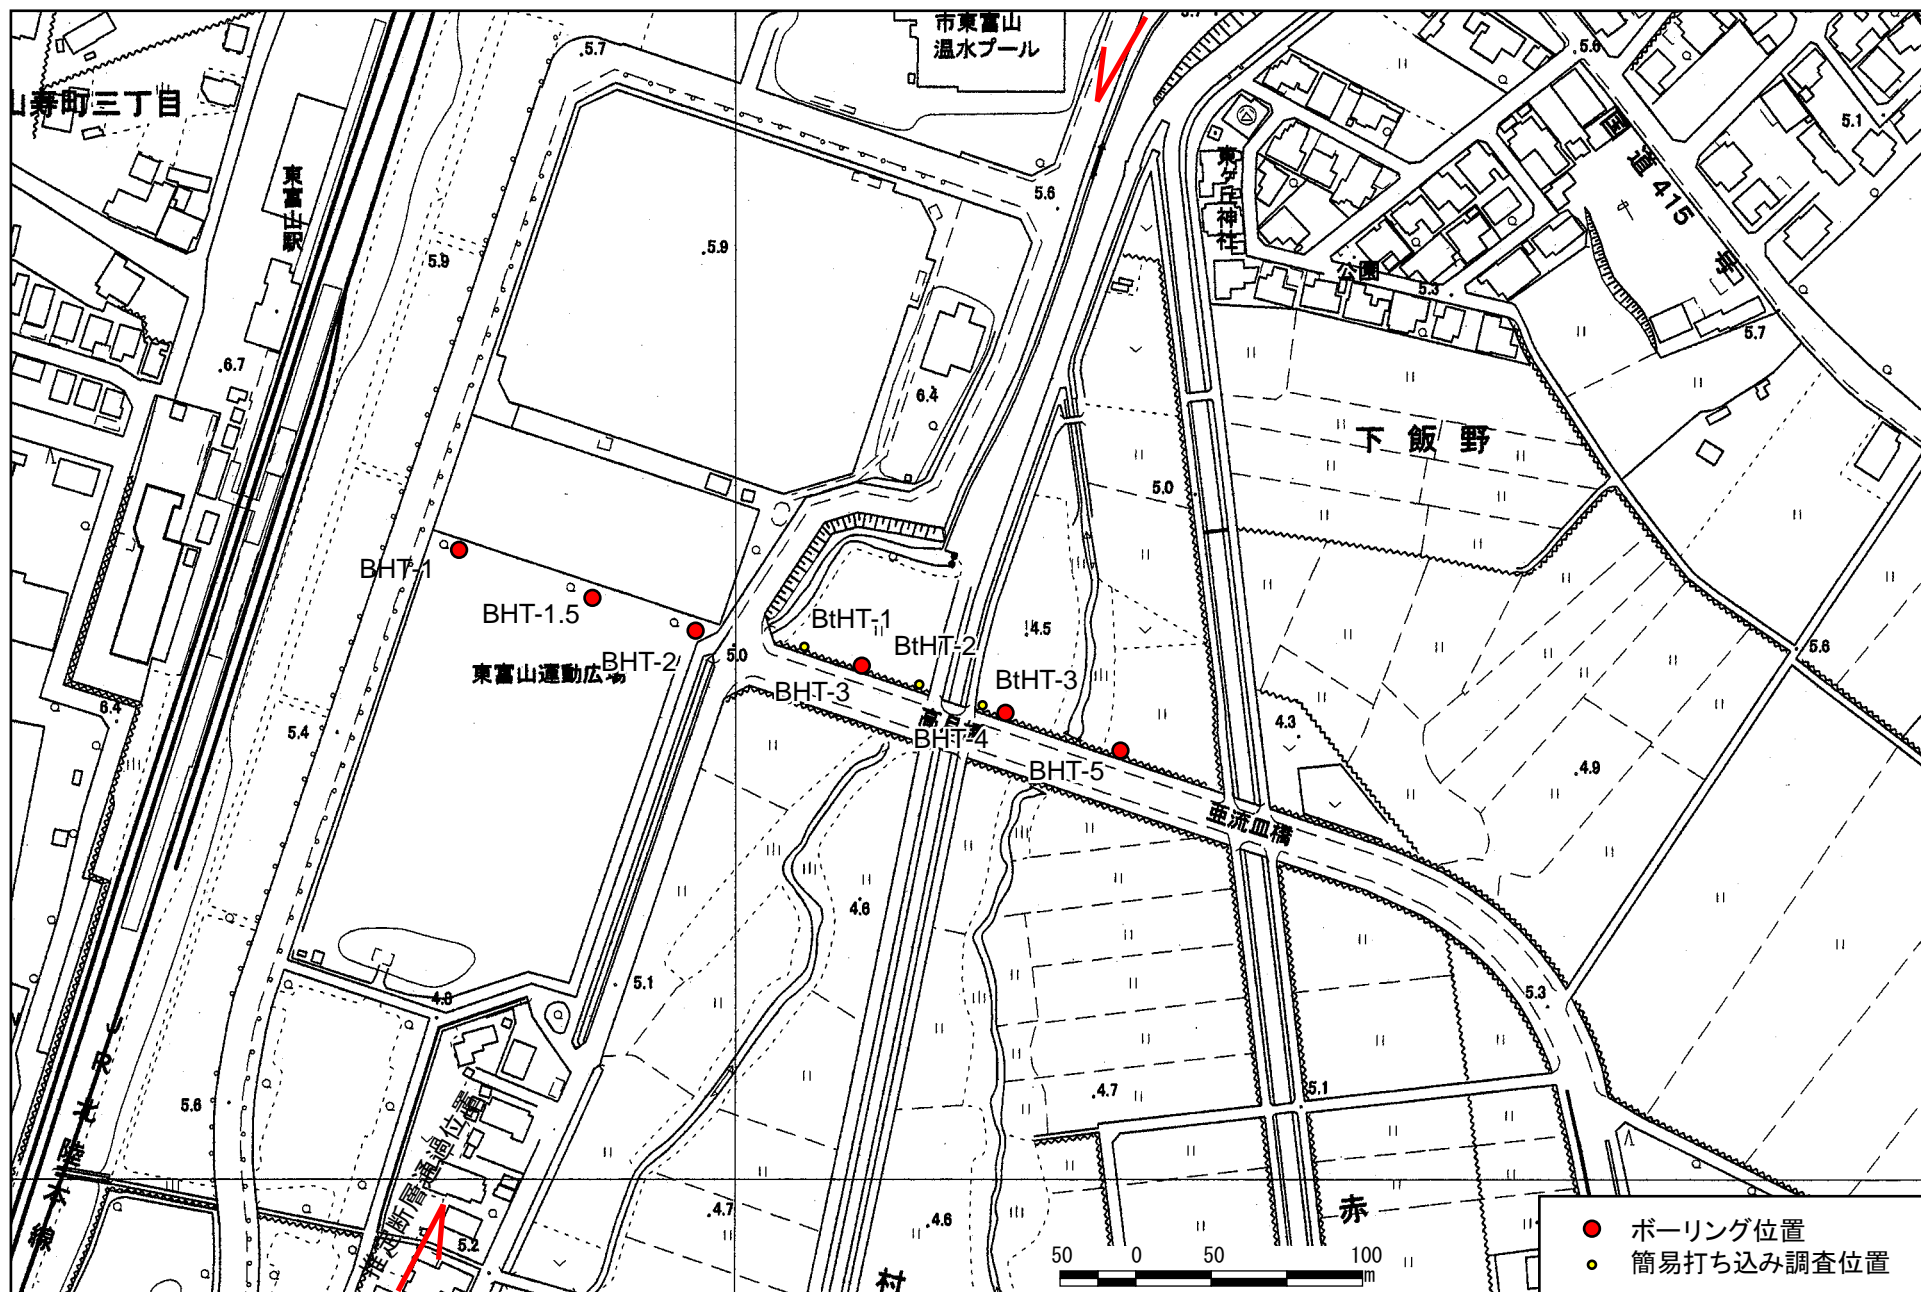 市東富山
温水プール
山寿町三丁目
東富山駅
東ケ丘神社
公園
国道415号
下飯野
5.7
5.6
5.6
5.1
5.9
5.9
5.3
5.7
6.7
6.4
5.0
BHT-1
BHT-1.5
BHT-2
BtHT-1
BtHT-2
BtHT-3
BHT-3
BHT-4
BHT-5
東富山運動広場
5.0
4.5
5.6
6.4
5.4
4.3
4.9
亜流皿橋
4.6
5.1
4.8
5.3
5.6
4.7
5.1
JR北陸本線
推定断層通過位置
5.2
4.7
4.6
赤
村
50 0 50 100
m
ボーリング位置
簡易打ち込み調査位置